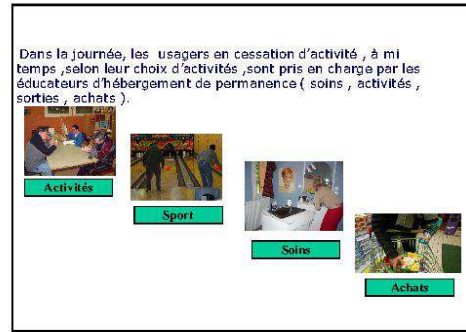 Dans la journée, les usagers en cessation d'activité , à mi
temps ,selon leur choix d'activités ,sont pris en charge par les
éducateurs d'hébergement de permanence ( soins , activités ,
sorties , achats ).
Activités
Sport
Soins
Achats